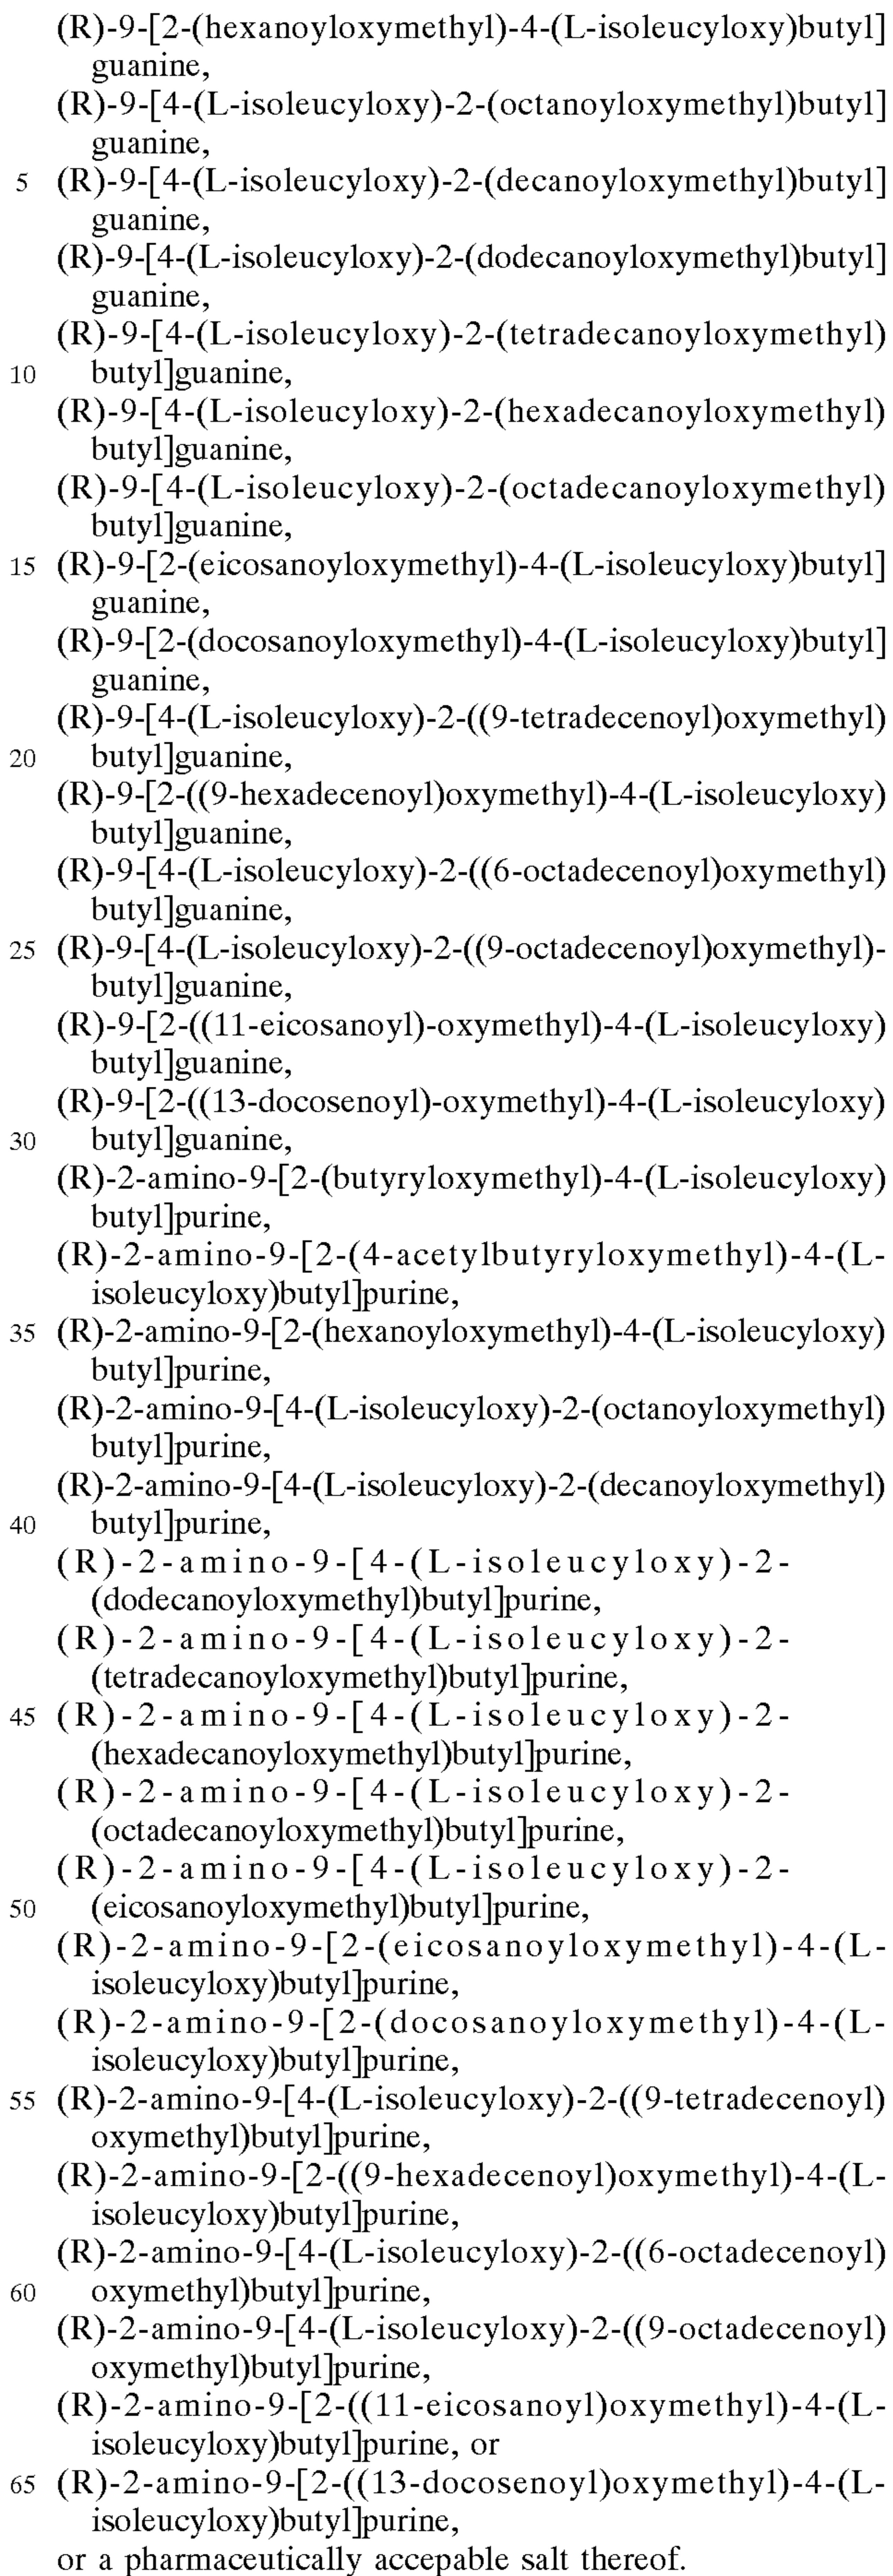 (R)-9-[2-(hexanoyloxymethyl)-4-(L-isoleucyloxy)butyl]
guanine,
(R)-9-[4-(L-isoleucyloxy)-2-(octanoyloxymethyl)butyl]
guanine,
5 (R)-9-[4-(L-isoleucyloxy)-2-(decanoyloxymethyl)butyl]
guanine,
(R)-9-[4-(L-isoleucyloxy)-2-(dodecanoyloxymethyl)butyl]
guanine,
(R)-9-[4-(L-isoleucyloxy)-2-(tetradecanoyloxymethyl)
10 butyl]guanine,
(R)-9-[4-(L-isoleucyloxy)-2-(hexadecanoyloxymethyl)
butyl]guanine,
(R)-9-[4-(L-isoleucyloxy)-2-(octadecanoyloxymethyl)
butyl]guanine,
15 (R)-9-[2-(eicosanoyloxymethyl)-4-(L-isoleucyloxy)butyl]
guanine,
(R)-9-[2-(docosanoyloxymethyl)-4-(L-isoleucyloxy)butyl]
guanine,
(R)-9-[4-(L-isoleucyloxy)-2-((9-tetradecenoyl)oxymethyl)
20 butyl]guanine,
(R)-9-[2-((9-hexadecenoyl)oxymethyl)-4-(L-isoleucyloxy)
butyl]guanine,
(R)-9-[4-(L-isoleucyloxy)-2-((6-octadecenoyl)oxymethyl)
butyl]guanine,
25 (R)-9-[4-(L-isoleucyloxy)-2-((9-octadecenoyl)oxymethyl)-
butyl]guanine,
(R)-9-[2-((11-eicosanoyl)-oxymethyl)-4-(L-isoleucyloxy)
butyl]guanine,
(R)-9-[2-((13-docosenoyl)-oxymethyl)-4-(L-isoleucyloxy)
30 butyl]guanine,
(R)-2-amino-9-[2-(butyryloxymethyl)-4-(L-isoleucyloxy)
butyl]purine,
(R)-2-amino-9-[2-(4-acetylbutyryloxymethyl)-4-(L-
isoleucyloxy)butyl]purine,
35 (R)-2-amino-9-[2-(hexanoyloxymethyl)-4-(L-isoleucyloxy)
butyl]purine,
(R)-2-amino-9-[4-(L-isoleucyloxy)-2-(octanoyloxymethyl)
butyl]purine,
(R)-2-amino-9-[4-(L-isoleucyloxy)-2-(decanoyloxymethyl)
40 butyl]purine,
(R)-2-amino-9-[4-(L-isoleucyloxy)-2-
(dodecanoyloxymethyl)butyl]purine,
(R)-2-amino-9-[4-(L-isoleucyloxy)-2-
(tetradecanoyloxymethyl)butyl]purine,
45 (R)-2-amino-9-[4-(L-isoleucyloxy)-2-
(hexadecanoyloxymethyl)butyl]purine,
(R)-2-amino-9-[4-(L-isoleucyloxy)-2-
(octadecanoyloxymethyl)butyl]purine,
(R)-2-amino-9-[4-(L-isoleucyloxy)-2-
50 (eicosanoyloxymethyl)butyl]purine,
(R)-2-amino-9-[2-(eicosanoyloxymethyl)-4-(L-
isoleucyloxy)butyl]purine,
(R)-2-amino-9-[2-(docosanoyloxymethyl)-4-(L-
isoleucyloxy)butyl]purine,
55 (R)-2-amino-9-[4-(L-isoleucyloxy)-2-((9-tetradecenoyl)
oxymethyl)butyl]purine,
(R)-2-amino-9-[2-((9-hexadecenoyl)oxymethyl)-4-(L-
isoleucyloxy)butyl]purine,
(R)-2-amino-9-[4-(L-isoleucyloxy)-2-((6-octadecenoyl)
60 oxymethyl)butyl]purine,
(R)-2-amino-9-[4-(L-isoleucyloxy)-2-((9-octadecenoyl)
oxymethyl)butyl]purine,
(R)-2-amino-9-[2-((11-eicosanoyl)oxymethyl)-4-(L-
isoleucyloxy)butyl]purine, or
65 (R)-2-amino-9-[2-((13-docosenoyl)oxymethyl)-4-(L-
isoleucyloxy)butyl]purine,
or a pharmaceutically accepable salt thereof.